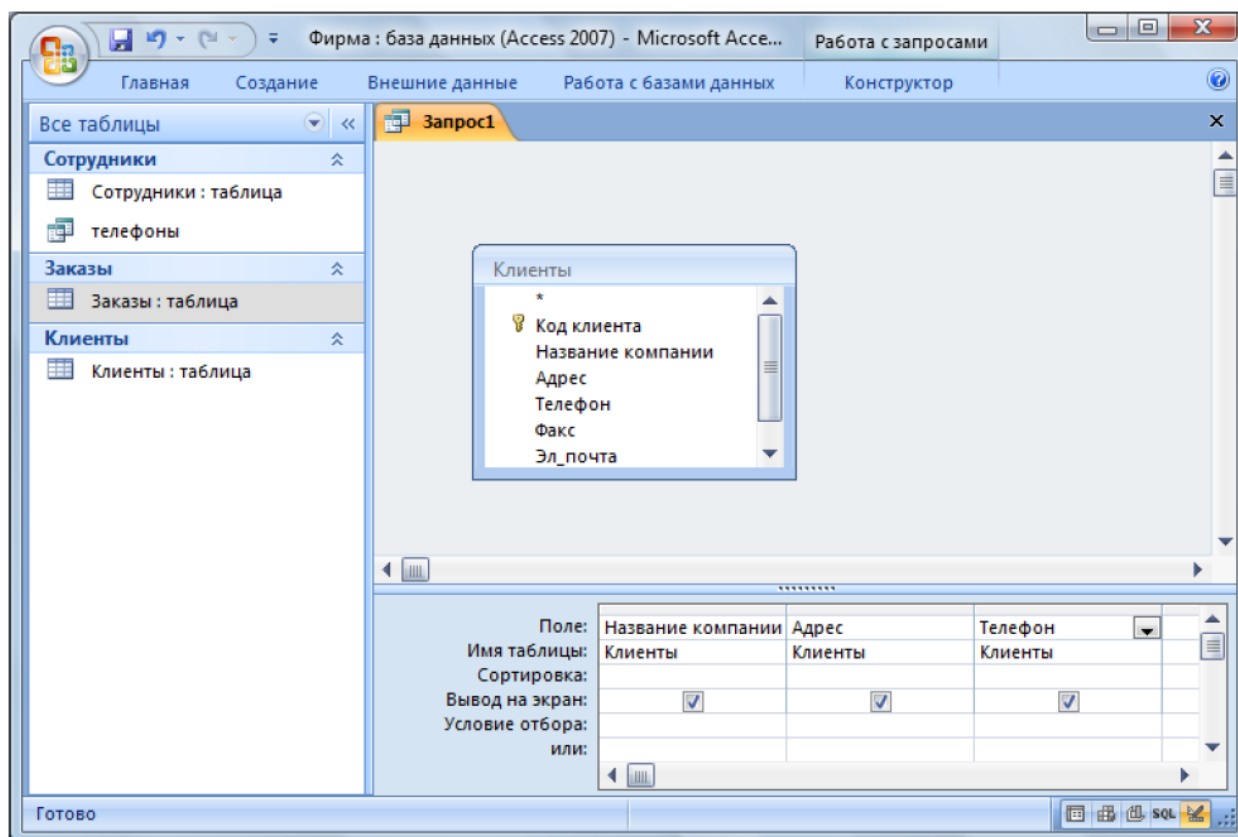 Фирма : база данных (Access 2007) - Microsoft Acce...
Работа с запросами
Главная Создание Внешние данные Работа с базами данных Конструктор
Все таблицы
Сотрудники
Сотрудники : таблица
телефоны
Заказы
Заказы : таблица
Клиенты
Клиенты : таблица
Запрос1
Клиенты
*
Код клиента
Название компании
Адрес
Телефон
Факс
Эл_почта
Поле: Название компании Адрес Телефон
Имя таблицы: Клиенты Клиенты Клиенты
Сортировка:
Вывод на экран:
Условие отбора:
или:
Готово
SQL